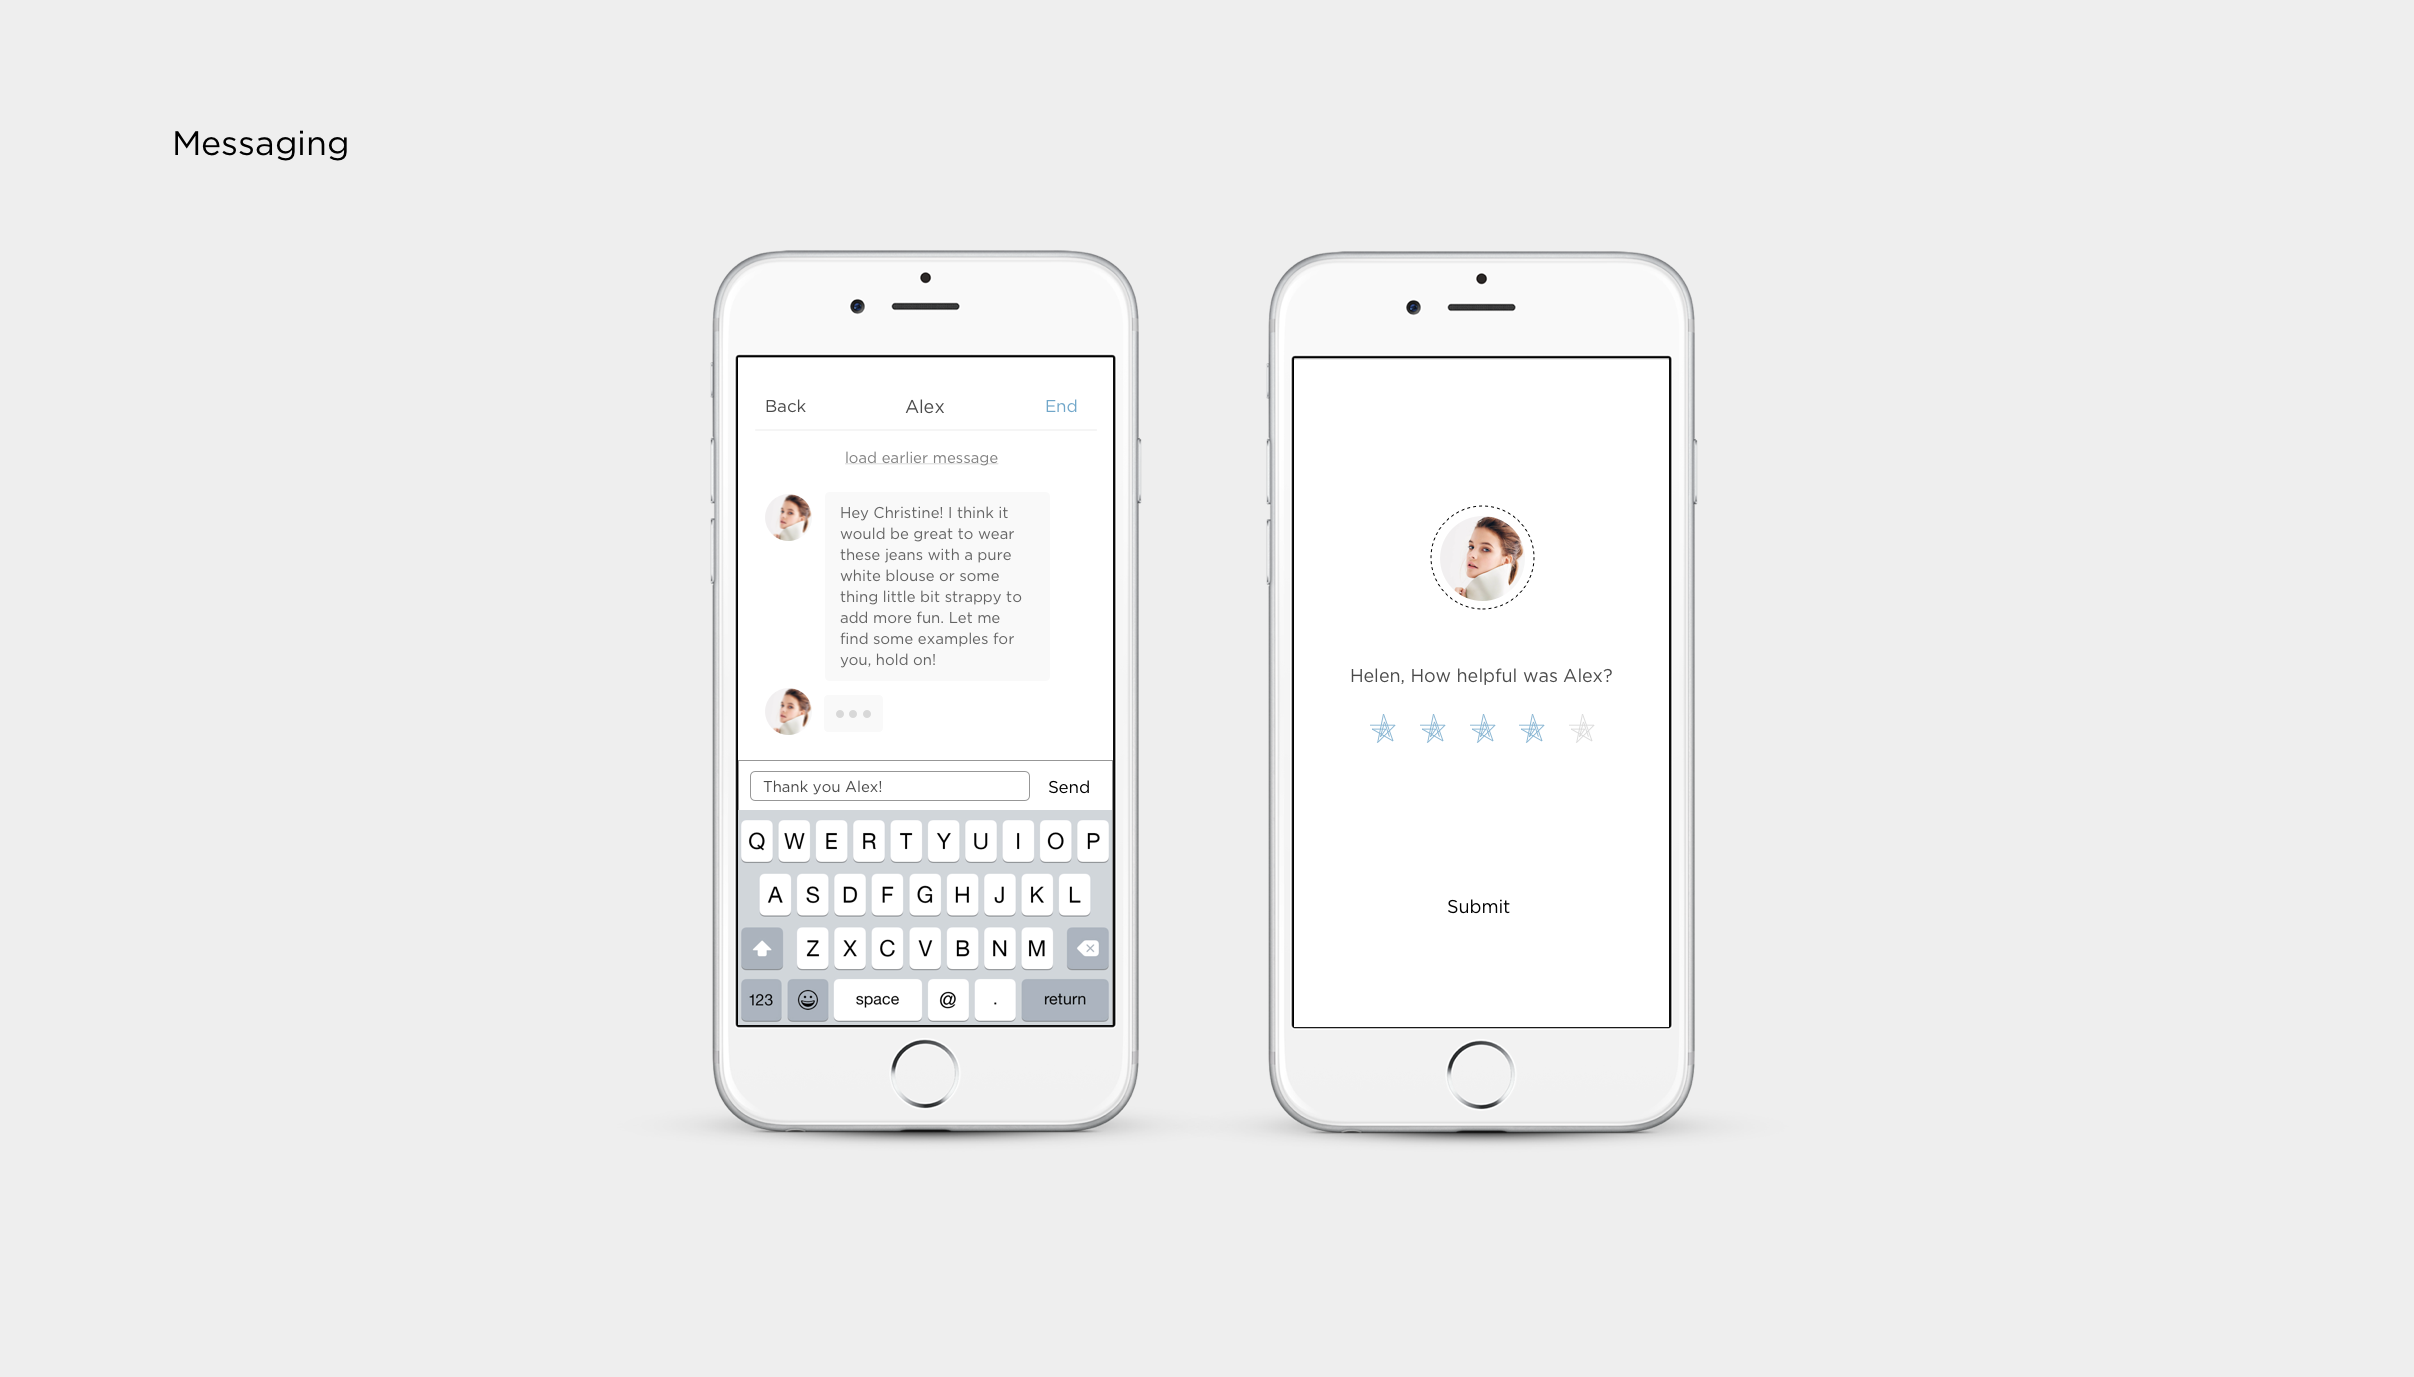 Messaging
Back Alex End
load earlier message
Hey Christine! I think it
would be great to wear
these jeans with a pure
white blouse or some
thing little bit strappy to
add more fun. Let me
find some examples for
you, hold on!
Thank you Alex! Send
Q W E R T Y U I O P
A S D F G H J K L
Z X C V B N M
123 space @ . return
Helen, How helpful was Alex?
Submit